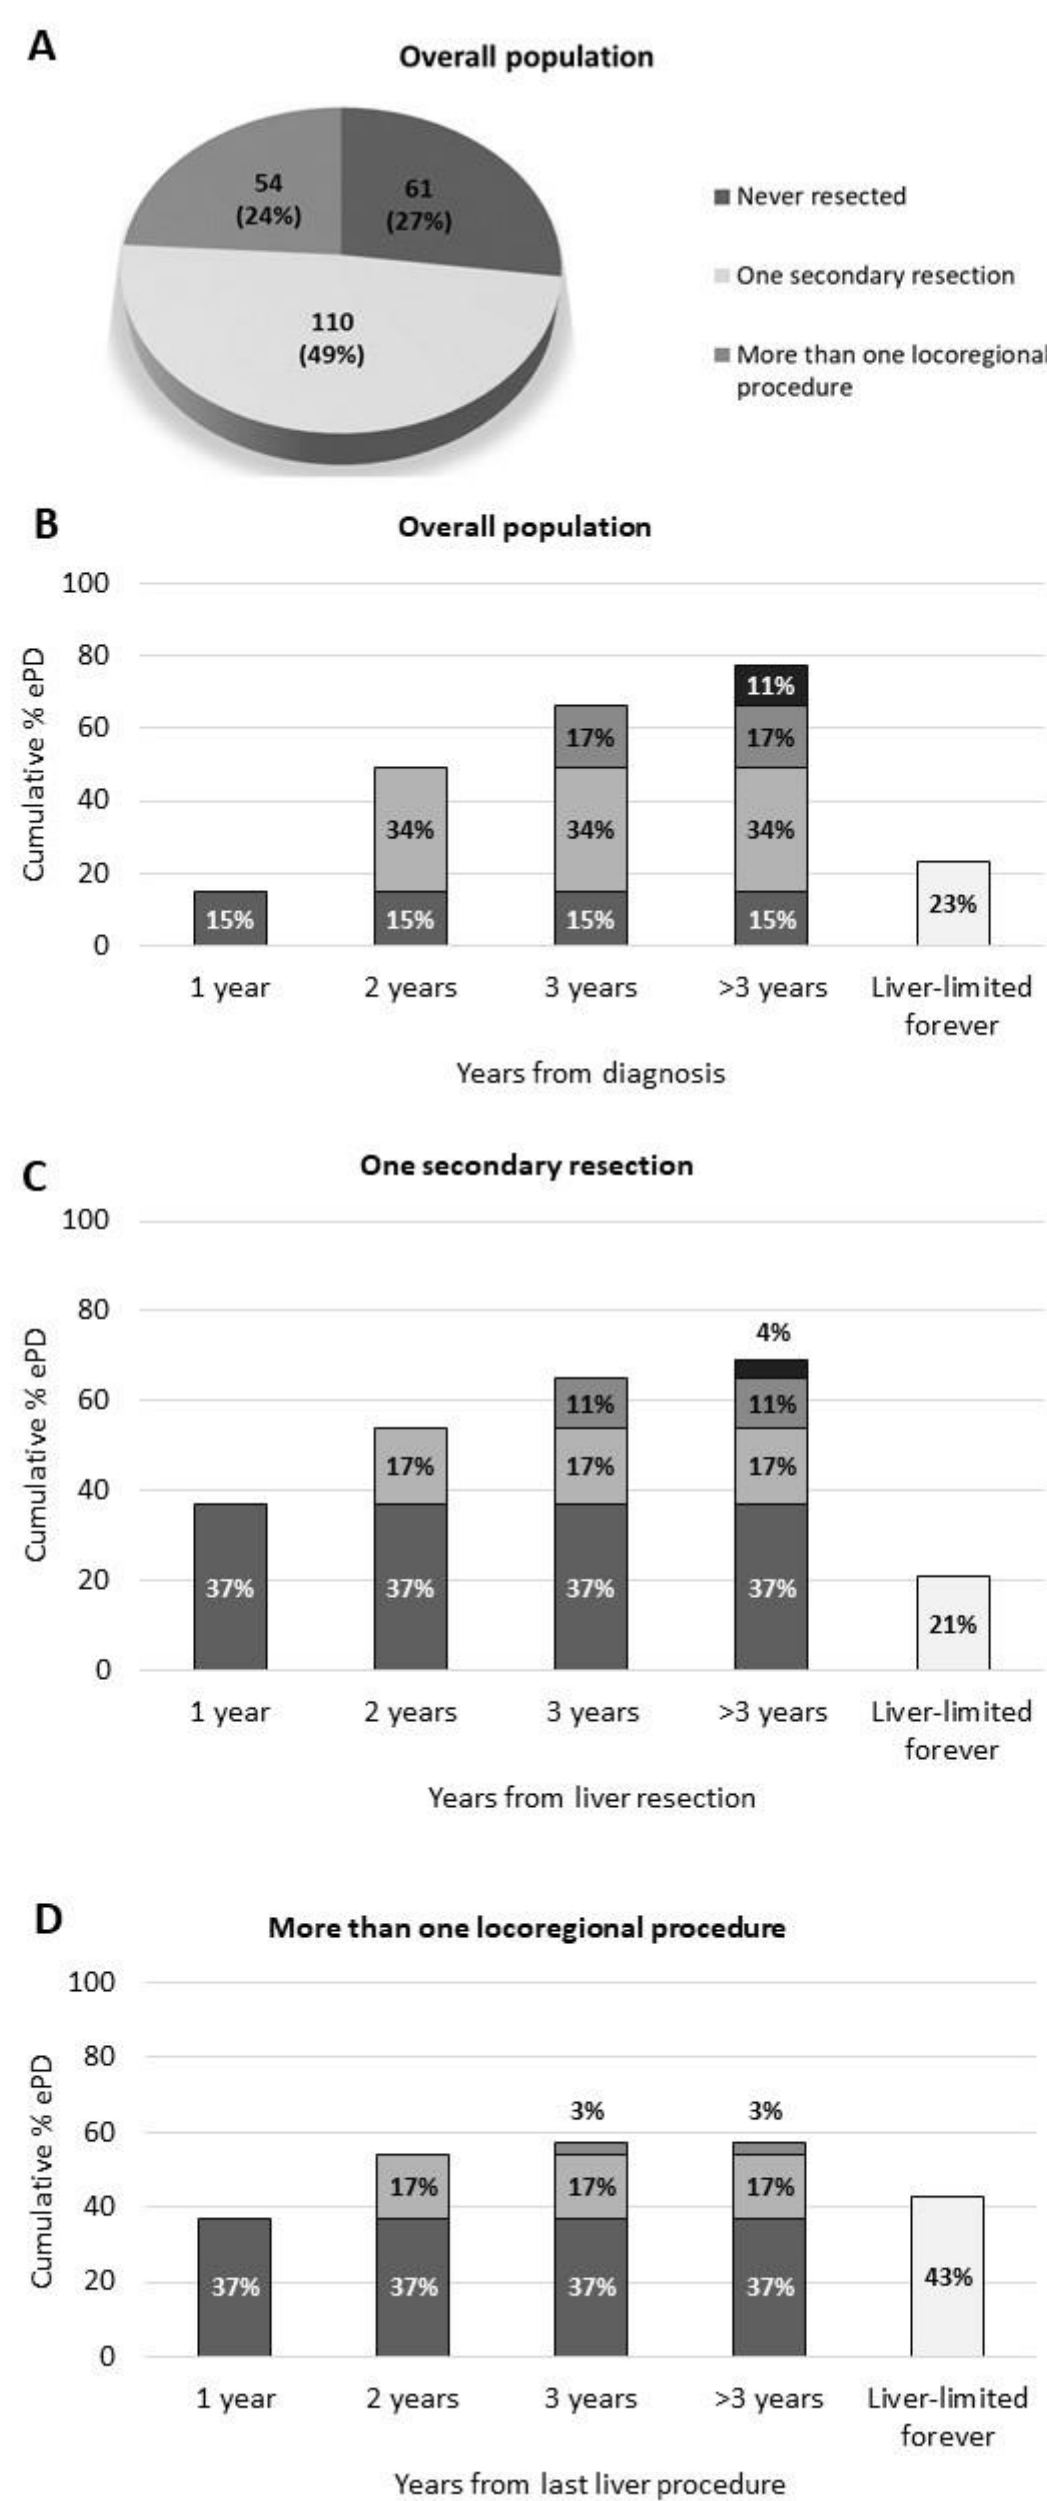 A
Overall population
54
(24%)
61
(27%)
110
(49%)
Never resected
One secondary resection
More than one locoregional
procedure
B
Overall population
Cumulative % ePD
100
80
60
40
20
0
15%
34%
15%
17%
34%
15%
11%
17%
34%
15%
23%
1 year
2 years
3 years
>3 years
Liver-limited
forever
Years from diagnosis
C
One secondary resection
Cumulative % ePD
100
80
60
40
20
0
37%
17%
37%
11%
17%
37%
4%
11%
17%
37%
21%
1 year
2 years
3 years
>3 years
Liver-limited
forever
Years from liver resection
D
More than one locoregional procedure
Cumulative % ePD
100
80
60
40
20
0
37%
17%
37%
3%
17%
37%
3%
17%
37%
43%
1 year
2 years
3 years
>3 years
Liver-limited
forever
Years from last liver procedure